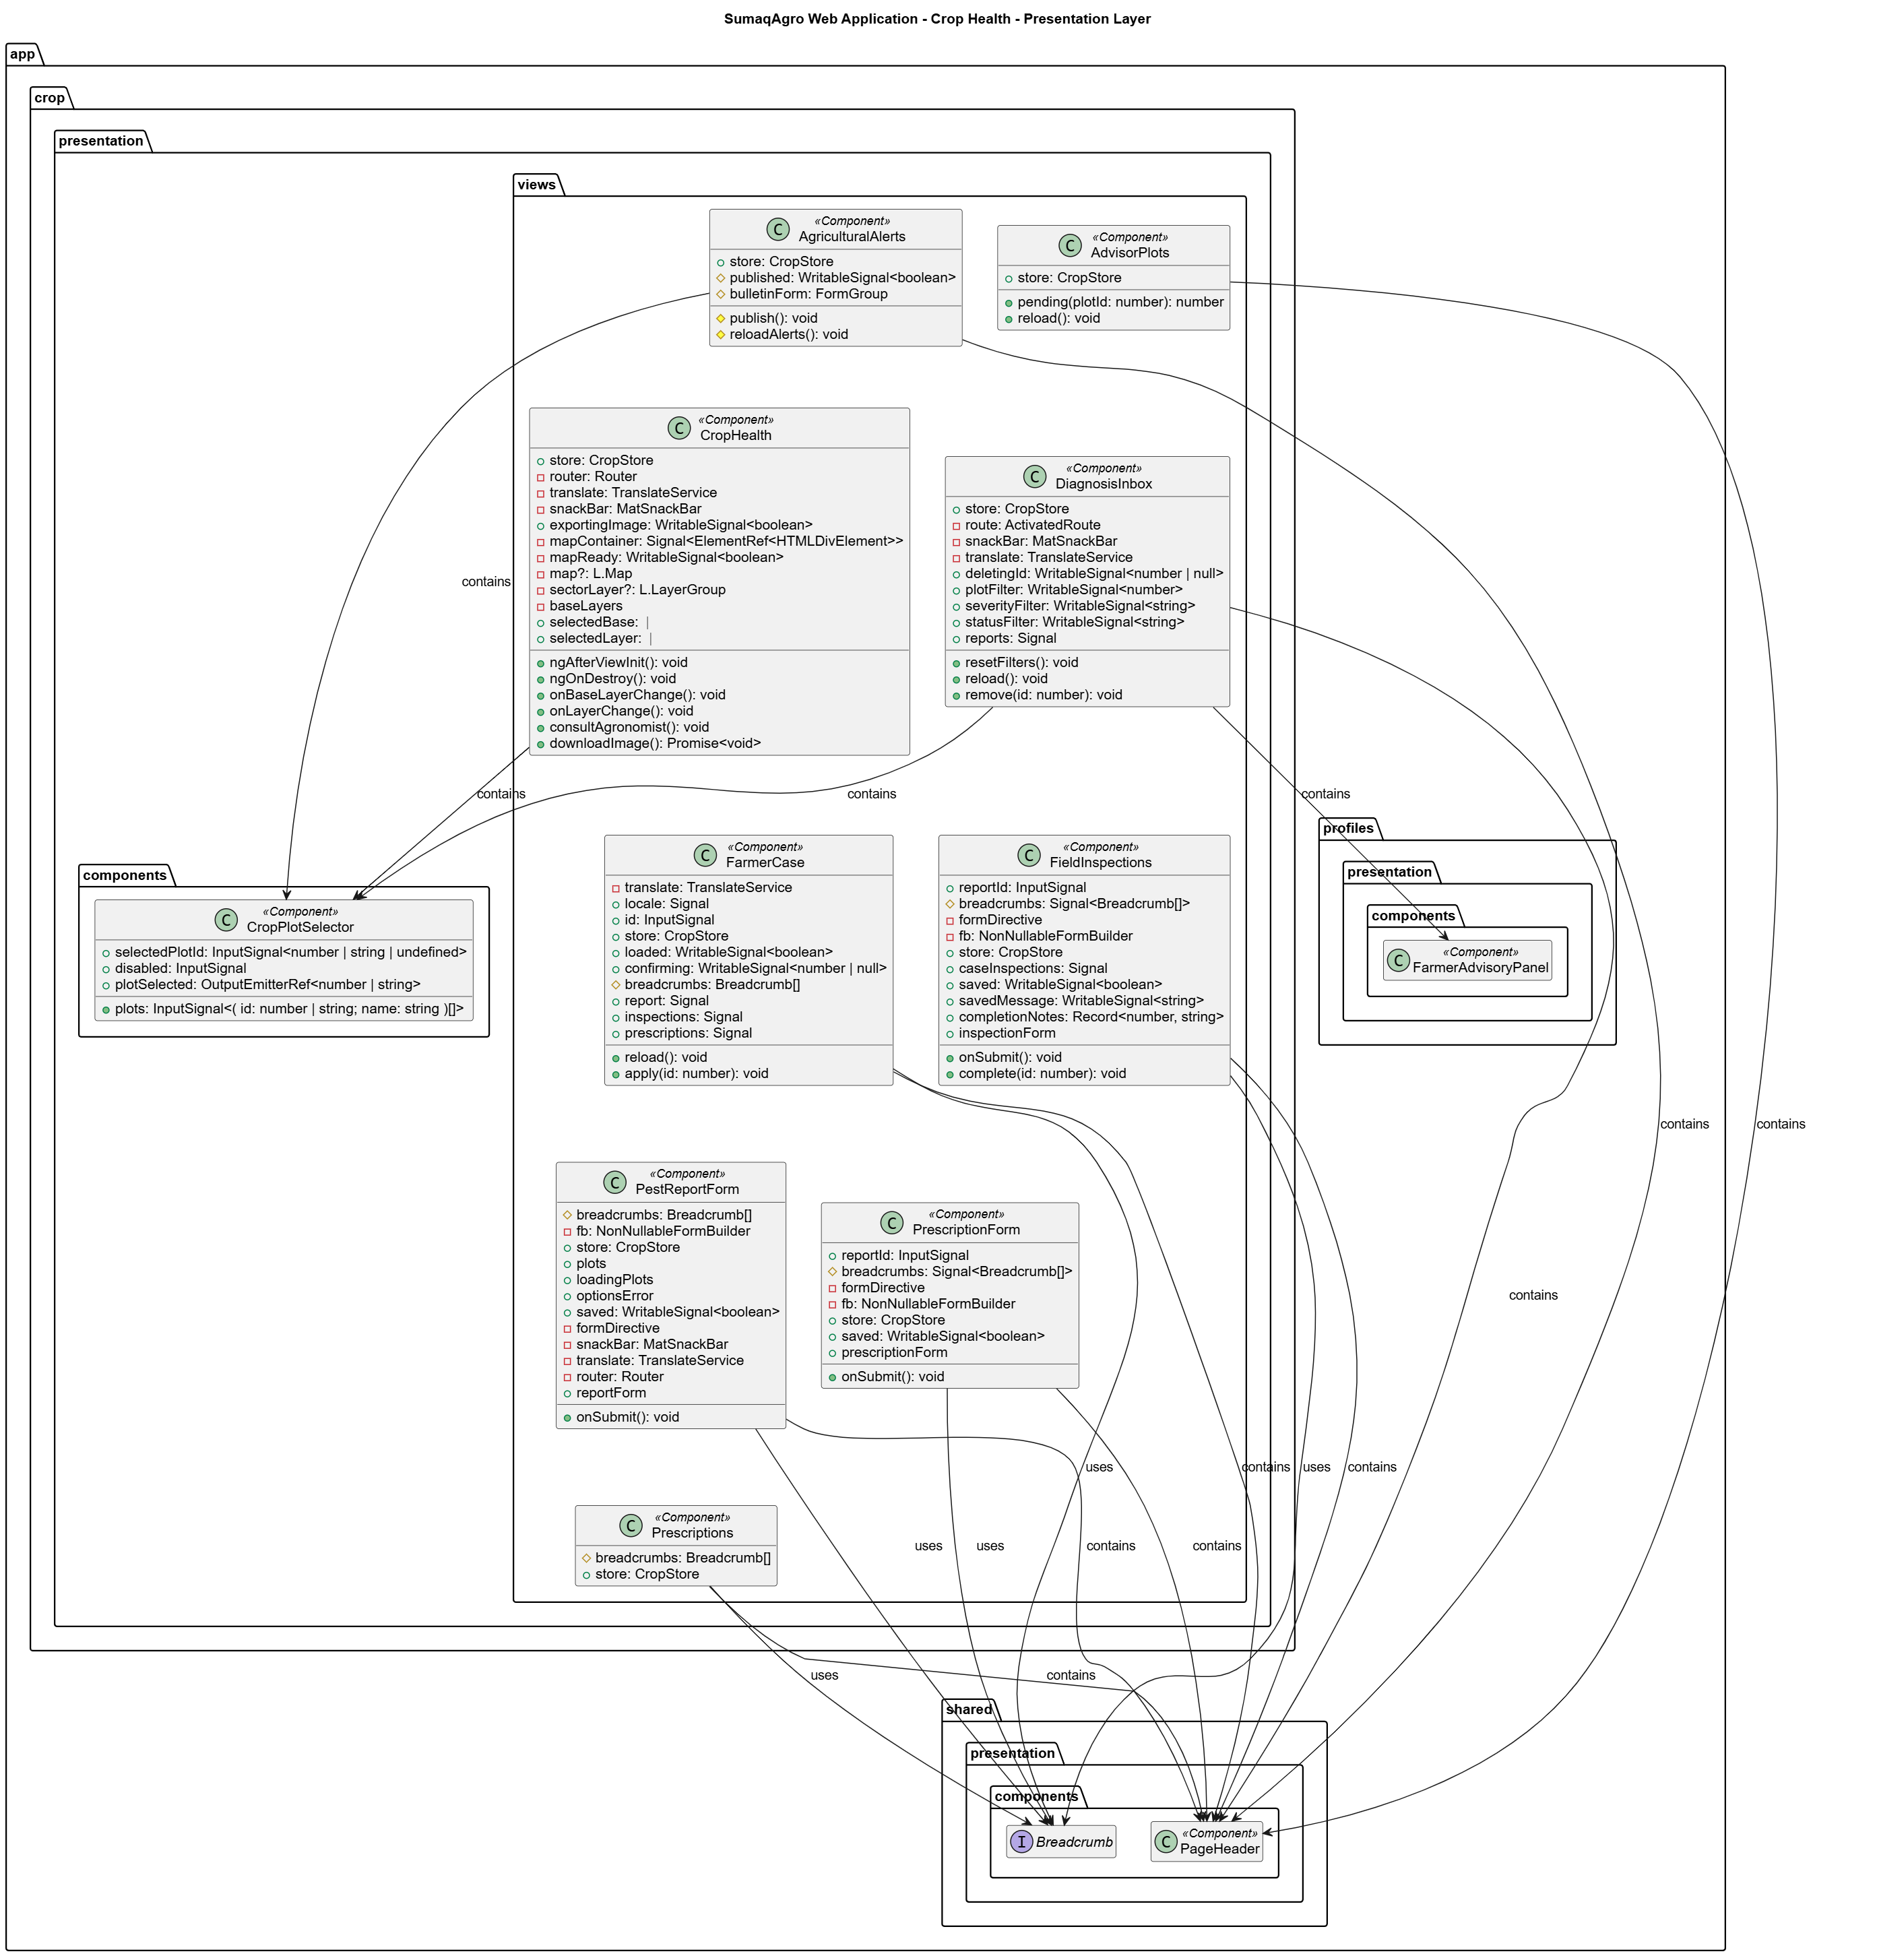 SumaqAgro Web Application - Crop Health - Presentation Layer
app
crop
presentation
views
«Component»
AgriculturalAlerts
store: CropStore
published: WritableSignal<boolean>
bulletinForm: FormGroup
publish(): void
reloadAlerts(): void
«Component»
AdvisorPlots
store: CropStore
pending(plotId: number): number
reload(): void
«Component»
CropHealth
store: CropStore
router: Router
translate: TranslateService
snackBar: MatSnackBar
exportingImage: WritableSignal<boolean>
mapContainer: Signal<ElementRef<HTMLDivElement>>
mapReady: WritableSignal<boolean>
map?: L.Map
sectorLayer?: L.LayerGroup
baseLayers
selectedBase: |
selectedLayer: |
ngAfterViewInit(): void
ngOnDestroy(): void
onBaseLayerChange(): void
onLayerChange(): void
consultAgronomist(): void
downloadImage(): Promise<void>
«Component»
DiagnosisInbox
store: CropStore
route: ActivatedRoute
snackBar: MatSnackBar
translate: TranslateService
deletingId: WritableSignal<number | null>
plotFilter: WritableSignal<number>
severityFilter: WritableSignal<string>
statusFilter: WritableSignal<string>
reports: Signal
resetFilters(): void
reload(): void
remove(id: number): void
contains
contains
contains
contains
components
«Component»
CropPlotSelector
selectedPlotId: InputSignal<number | string | undefined>
disabled: InputSignal
plotSelected: OutputEmitterRef<number | string>
plots: InputSignal<( id: number | string; name: string )[]>
«Component»
FarmerCase
translate: TranslateService
locale: Signal
id: InputSignal
store: CropStore
loaded: WritableSignal<boolean>
confirming: WritableSignal<number | null>
breadcrumbs: Breadcrumb[]
report: Signal
inspections: Signal
prescriptions: Signal
reload(): void
apply(id: number): void
«Component»
FieldInspections
reportId: InputSignal
breadcrumbs: Signal<Breadcrumb[]>
formDirective
fb: NonNullableFormBuilder
store: CropStore
caseInspections: Signal
saved: WritableSignal<boolean>
savedMessage: WritableSignal<string>
completionNotes: Record<number, string>
inspectionForm
onSubmit(): void
complete(id: number): void
profiles
presentation
components
«Component»
FarmerAdvisoryPanel
contains
contains
«Component»
PestReportForm
breadcrumbs: Breadcrumb[]
fb: NonNullableFormBuilder
store: CropStore
plots
loadingPlots
optionsError
saved: WritableSignal<boolean>
formDirective
snackBar: MatSnackBar
translate: TranslateService
router: Router
reportForm
onSubmit(): void
«Component»
PrescriptionForm
reportId: InputSignal
breadcrumbs: Signal<Breadcrumb[]>
formDirective
fb: NonNullableFormBuilder
store: CropStore
saved: WritableSignal<boolean>
prescriptionForm
onSubmit(): void
contains
uses
contains
uses
contains
«Component»
Prescriptions
breadcrumbs: Breadcrumb[]
store: CropStore
uses
uses
contains
contains
uses
contains
shared
presentation
components
Breadcrumb
«Component»
PageHeader